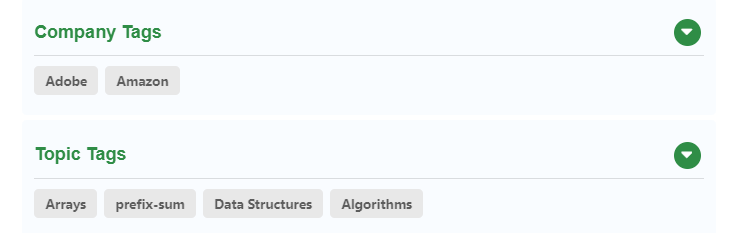 Company Tags
Adobe Amazon
Topic Tags
Arrays prefix-sum Data Structures Algorithms